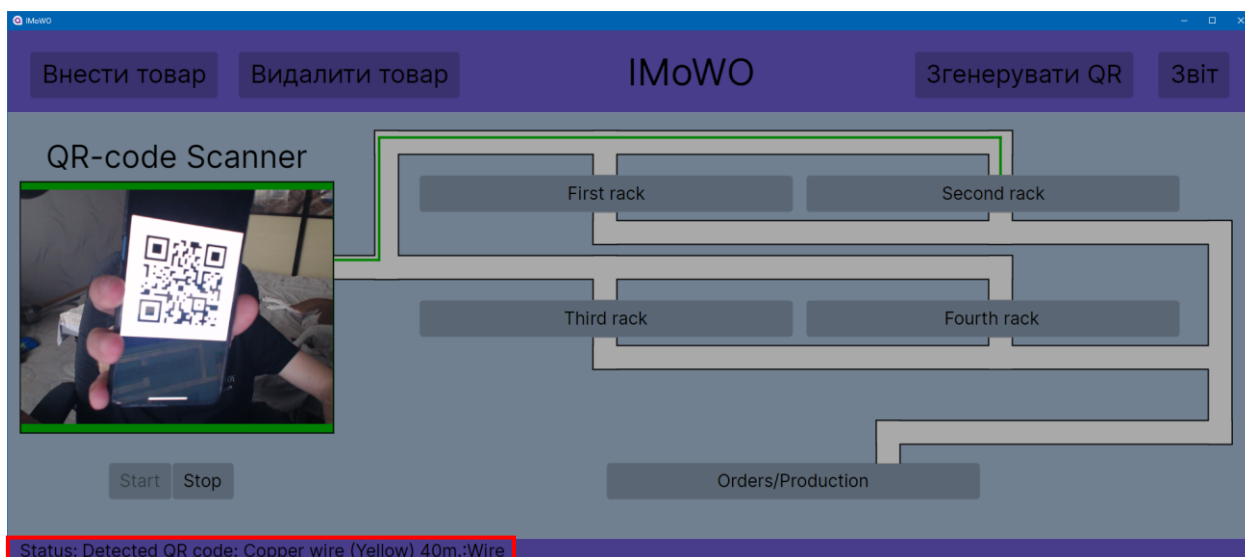 IMoWO
Внести товар Видалити товар IMoWO Згенерувати QR Звіт
QR-code Scanner
First rack Second rack
Third rack Fourth rack
Start Stop Orders/Production
Status: Detected QR code: Copper wire (Yellow) 40m.:Wire